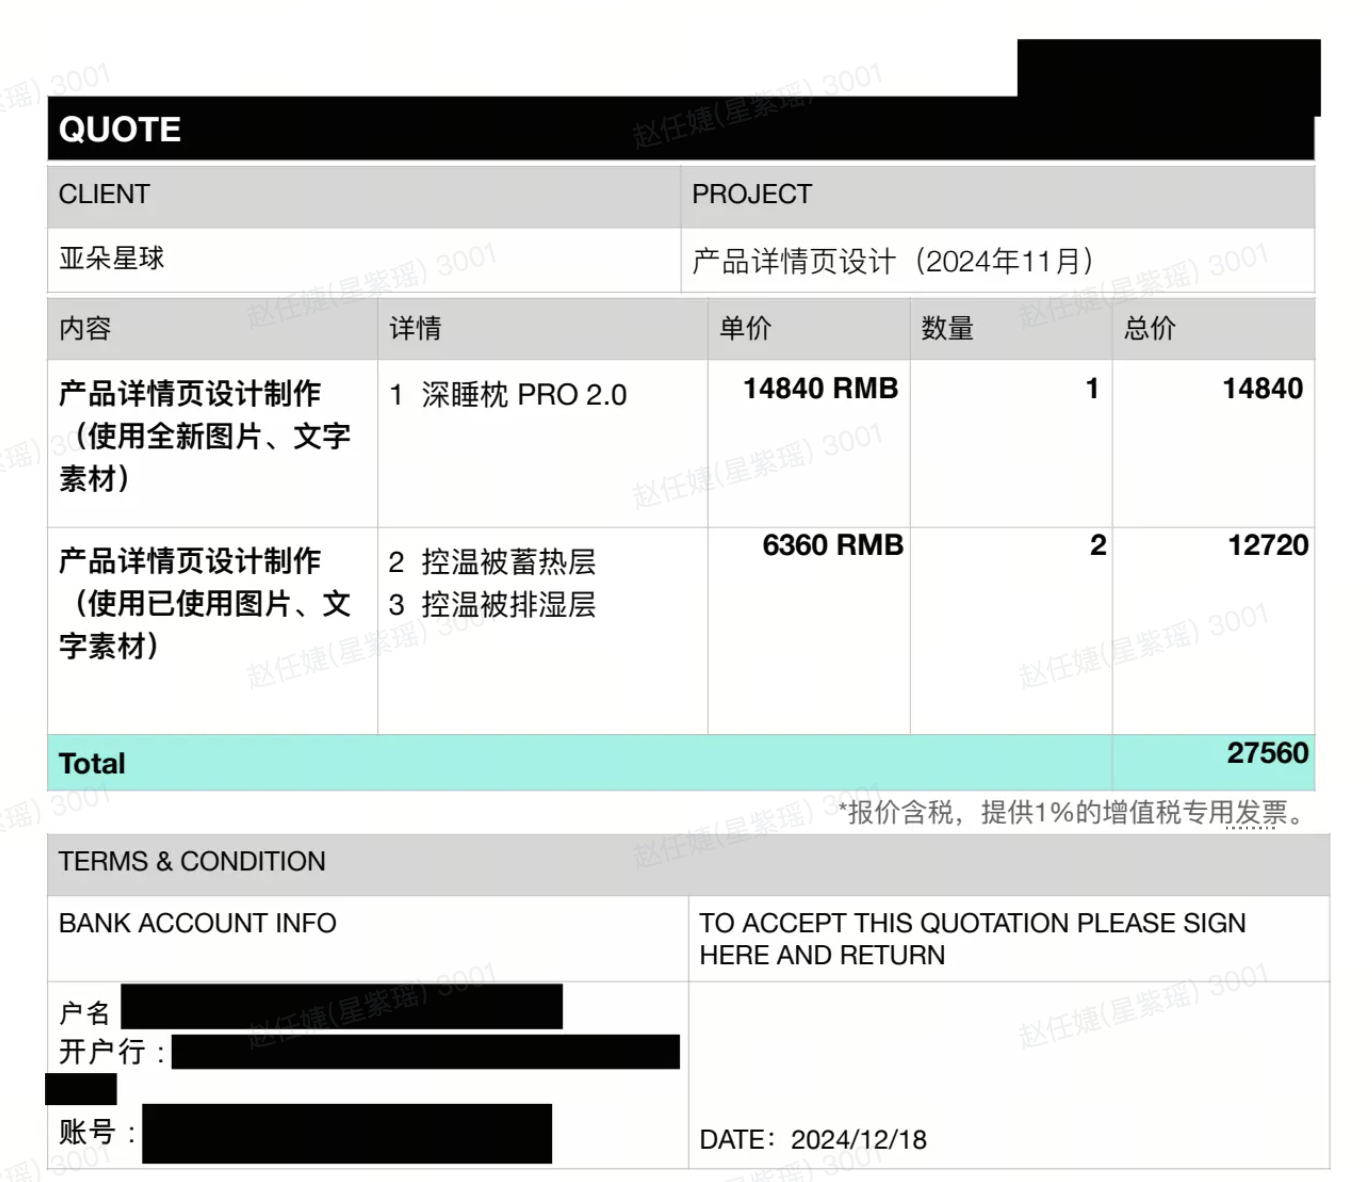 QUOTE
CLIENT PROJECT
亚朵星球 产品详情页设计（2024年11月）
内容 详情 单价 数量 总价
产品详情页设计制作 1 深睡枕 PRO 2.0 14840 RMB 1 14840
（使用全新图片、文字
素材）
产品详情页设计制作 2 控温被蓄热层 6360 RMB 2 12720
（使用已使用图片、文 3 控温被排湿层
字素材）
Total 27560
*报价含税，提供1%的增值税专用发票。
TERMS & CONDITION
BANK ACCOUNT INFO
TO ACCEPT THIS QUOTATION PLEASE SIGN
HERE AND RETURN
户名
开户行：
账号：
DATE：2024/12/18
赵任婕(星紫瑶) 3001